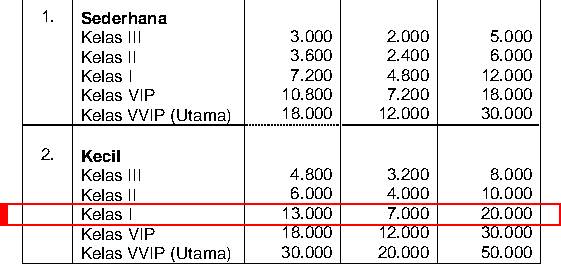 1. Sederhana
Kelas III 3.000 2.000 5.000
Kelas II 3.600 2.400 6.000
Kelas I 7.200 4.800 12.000
Kelas VIP 10.800 7.200 18.000
Kelas VVIP (Utama) 18.000 12.000 30.000
2. Kecil
Kelas III 4.800 3.200 8.000
Kelas II 6.000 4.000 10.000
Kelas I 13.000 7.000 20.000
Kelas VIP 18.000 12.000 30.000
Kelas VVIP (Utama) 30.000 20.000 50.000